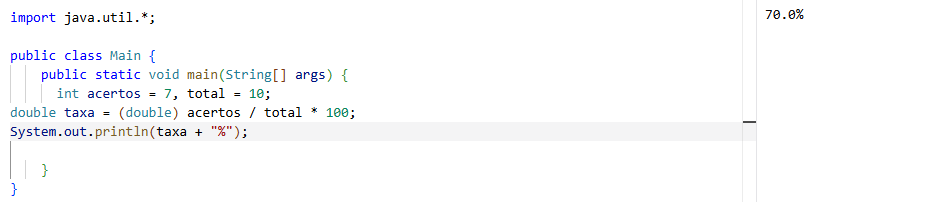 import java.util.*;
70.0%
public class Main {
public static void main(String[] args) {
int acertos = 7, total = 10;
double taxa = (double) acertos / total * 100;
System.out.println(taxa + "%");
}
}